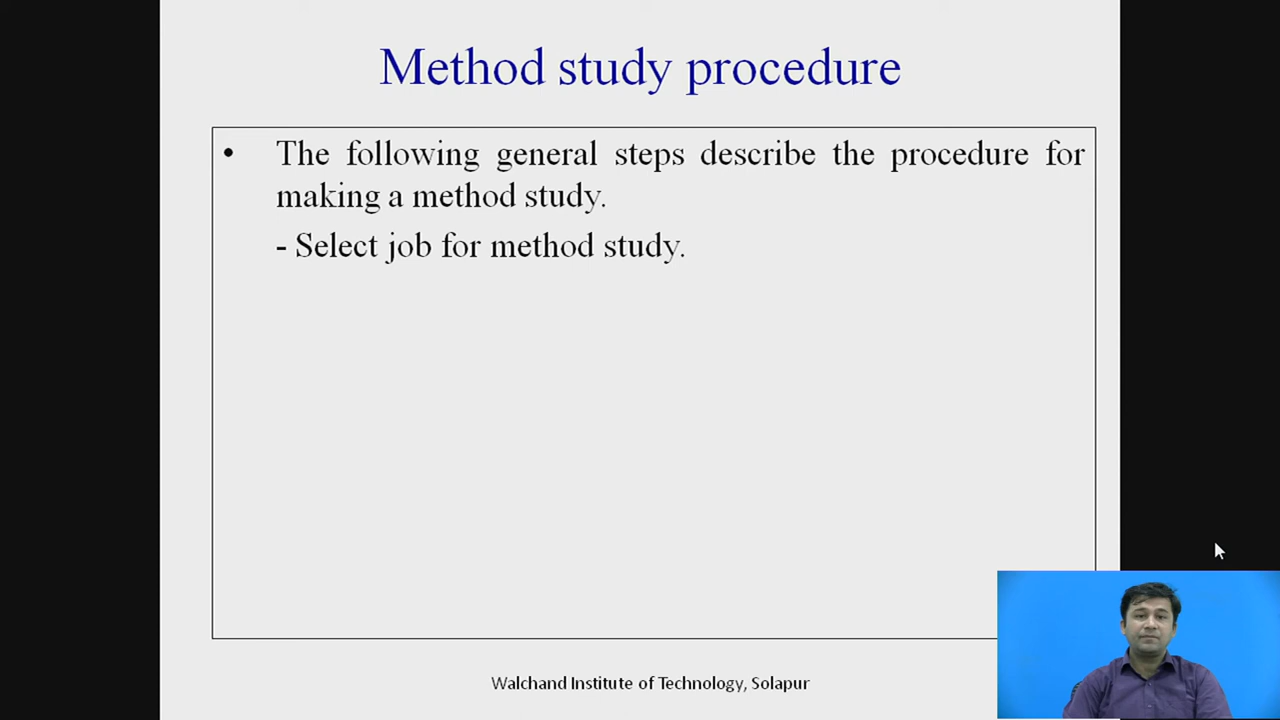 Method study procedure
• The following general steps describe the procedure for
making a method study.
- Select job for method study.
Walchand Institute of Technology, Solapur